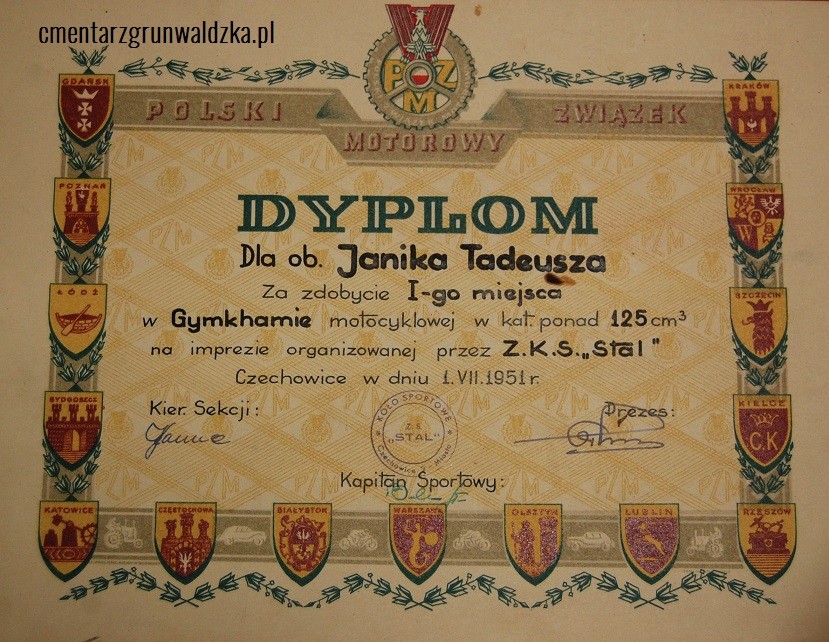 cmentarzgrunwaldzka.pl
PZM
POLSKI MOTOROWY ZWIĄZEK
GDAŃSK
KRAKÓW
POZNAŃ
WROCŁAW
ŁÓDŹ
SZCZECIN
BYDGOSZCZ
KIELCE
CK
DYPLOM
Dla ob. Janika Tadeusza
Za zdobycie I-go miejsca
w Gymkhamie motocyklowej w kat. ponad 125 cm³
na imprezie organizowanej przez Z.K.S. „Stal"
Czechowice w dniu 1.VII.1951 r.
Kier. Sekcji:
Prezes:
KOŁO SPORTOWE
Z.S.
„STAL"
Kapitan Sportowy:
KATOWICE
CZĘSTOCHOWA
BIAŁYSTOK
WARSZAWA
OLSZTYN
LUBLIN
RZESZÓW